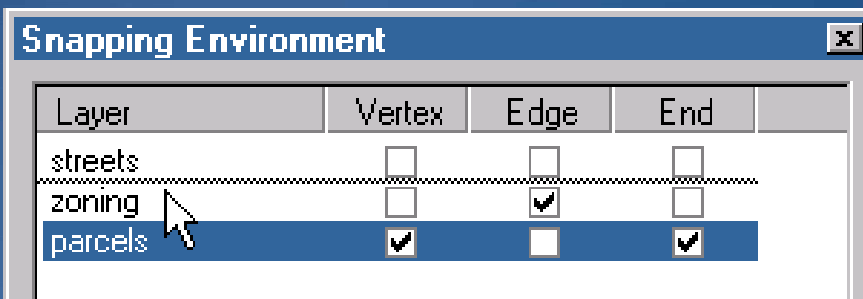 Snapping Environment
Layer Vertex Edge End
streets
zoning
parcels